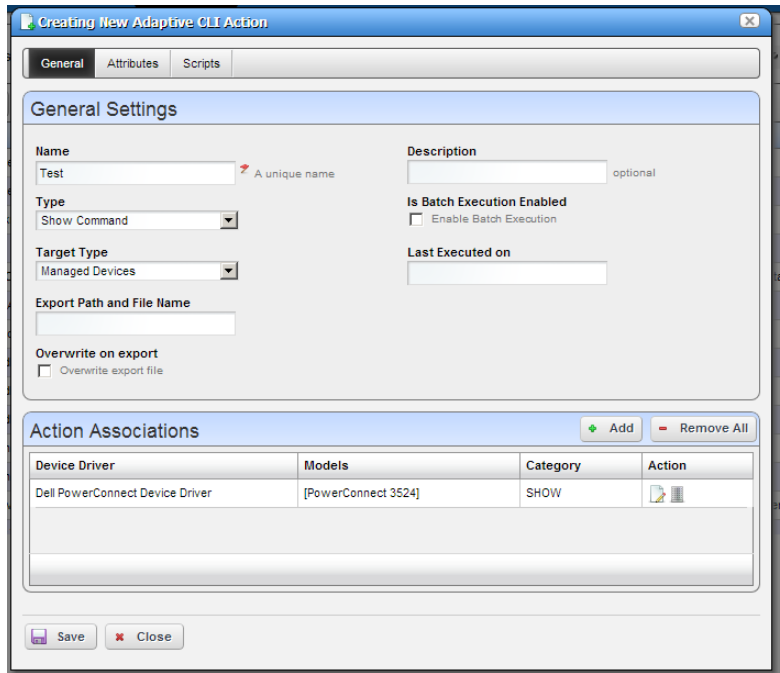 Creating New Adaptive CLI Action
General Attributes Scripts
General Settings
Name
Test
A unique name
Description
optional
Type
Show Command
Is Batch Execution Enabled
Enable Batch Execution
Target Type
Managed Devices
Last Executed on
Export Path and File Name
Overwrite on export
Overwrite export file
Action Associations
Add
Remove All
Device Driver Models Category Action
Dell PowerConnect Device Driver [PowerConnect 3524] SHOW
Save
Close